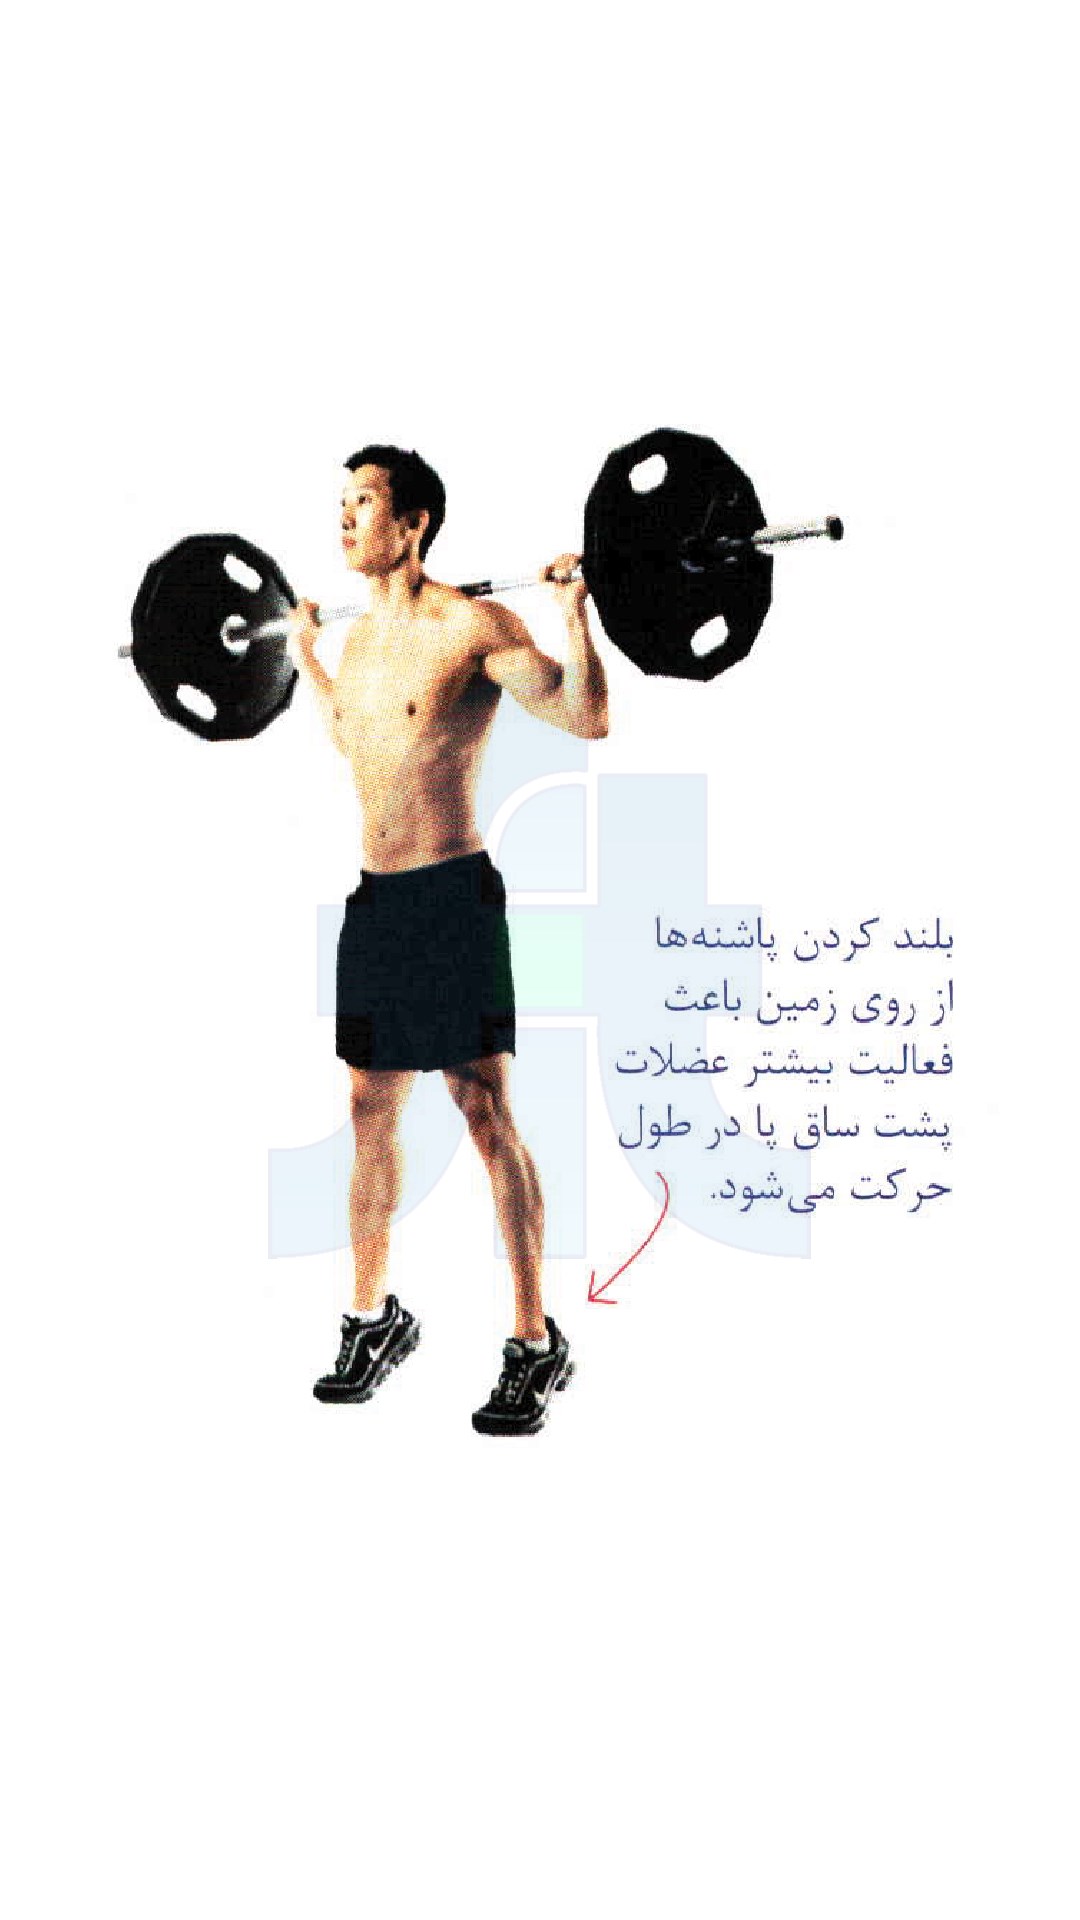 بلند کردن پاشنه‌ها
از روی زمین باعث
فعالیت بیشتر عضلات
پشت ساق پا در طول
حرکت می‌شود.
fit